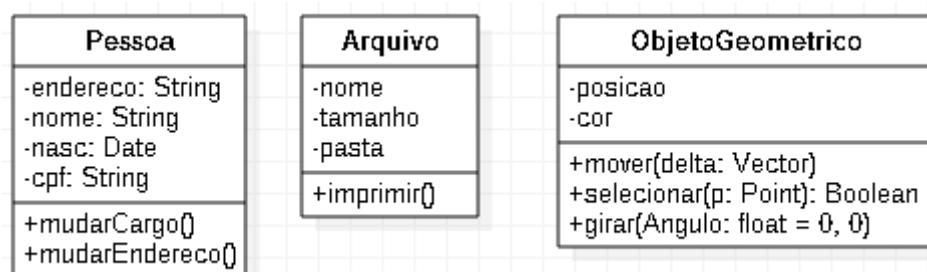 Pessoa
-endereco: String
-nome: String
-nasc: Date
-cpf: String
+mudarCargo()
+mudarEndereco()
Arquivo
-nome
-tamanho
-pasta
+imprimir()
ObjetoGeometrico
-posicao
-cor
+mover(delta: Vector)
+selecionar(p: Point): Boolean
+girar(Angulo: float = 0, 0)